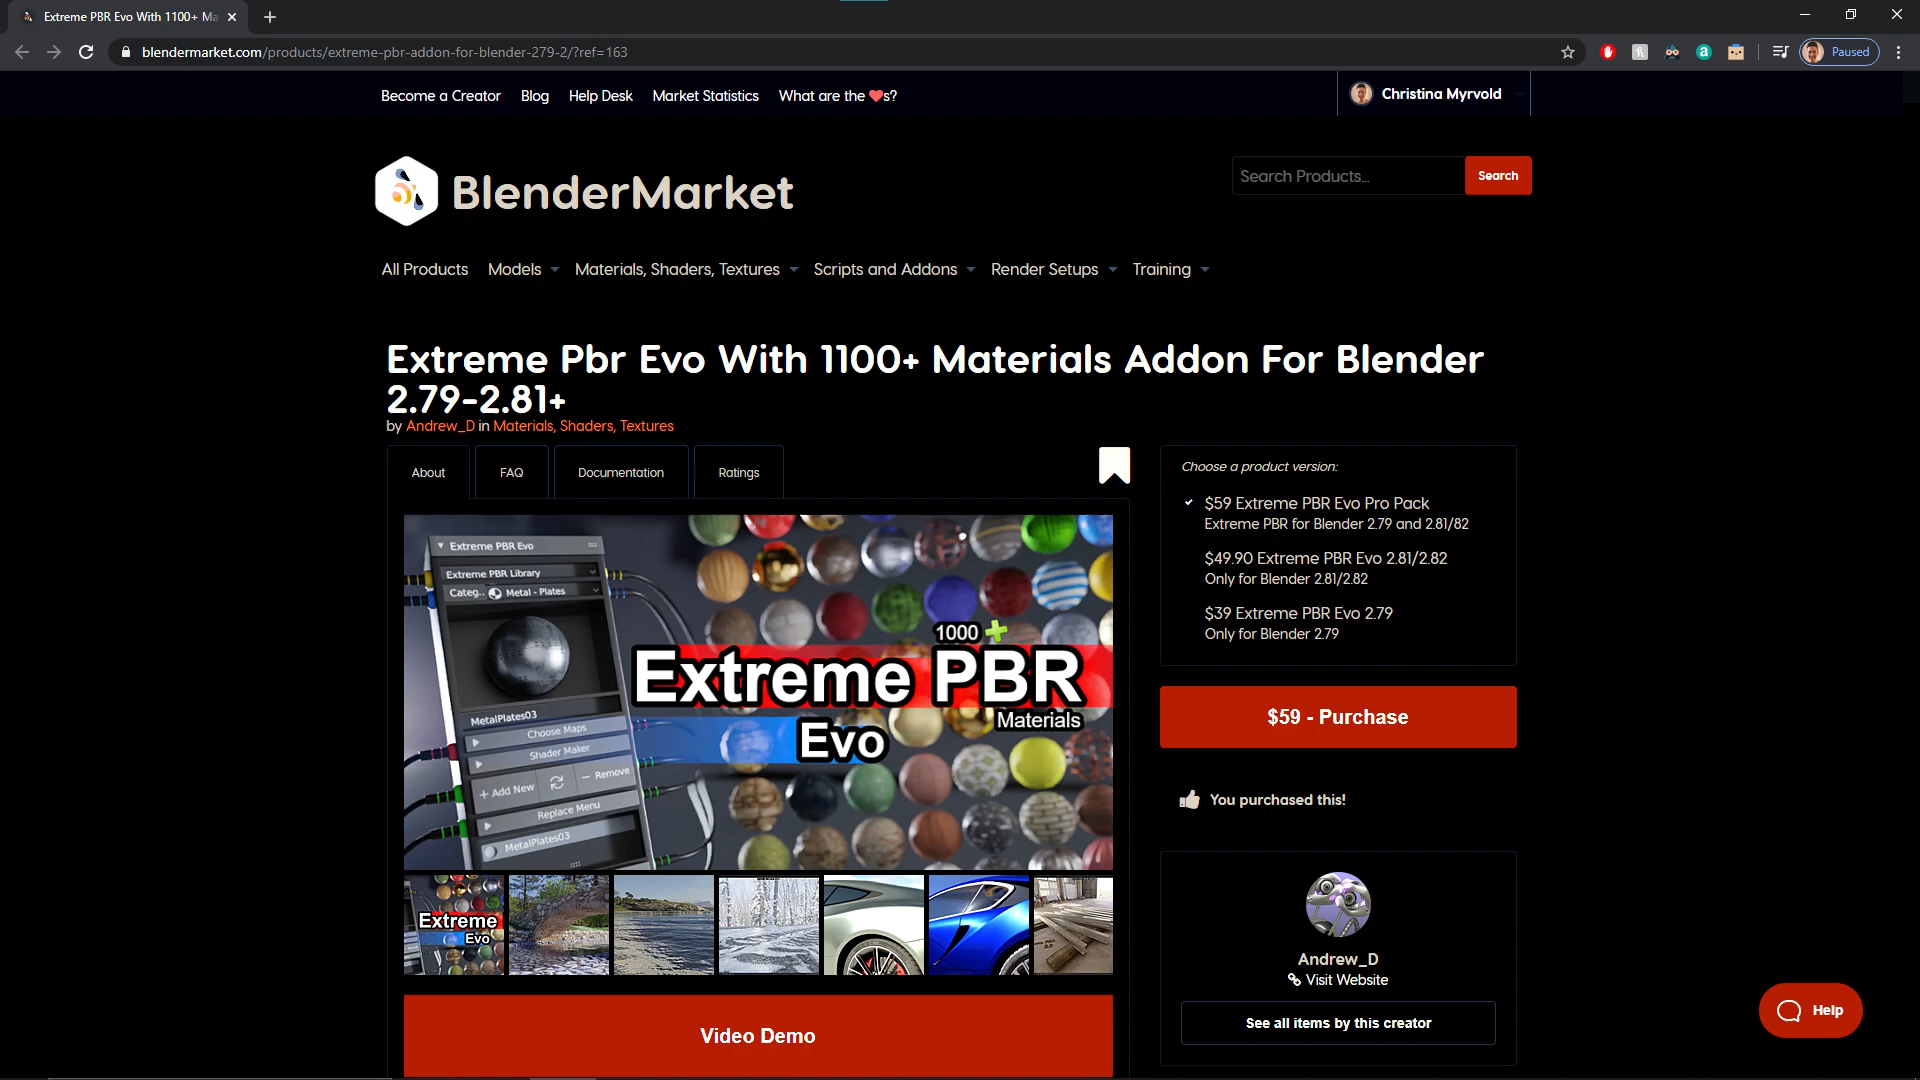 Extreme PBR Evo With 1100+ Ma
blendermarket.com/products/extreme-pbr-addon-for-blender-279-2/?ref=163
Paused
Become a Creator Blog Help Desk Market Statistics What are the ❤s?
Christina Myrvold
BlenderMarket
Search Products...
Search
All Products Models Materials, Shaders, Textures Scripts and Addons Render Setups Training
Extreme Pbr Evo With 1100+ Materials Addon For Blender
2.79-2.81+
by Andrew_D in Materials, Shaders, Textures
About FAQ Documentation Ratings
Extreme PBR Evo
Extreme PBR Library
Categ.. Metal - Plates
MetalPlates03
Choose Maps
Shader Maker
+ Add New
− Remove
Replace Menu
MetalPlates03
1000 +
Extreme PBR
Materials
Evo
Extreme
Evo
Video Demo
Choose a product version:
$59 Extreme PBR Evo Pro Pack
Extreme PBR for Blender 2.79 and 2.81/82
$49.90 Extreme PBR Evo 2.81/2.82
Only for Blender 2.81/2.82
$39 Extreme PBR Evo 2.79
Only for Blender 2.79
$59 - Purchase
You purchased this!
Andrew_D
Visit Website
See all items by this creator
Help